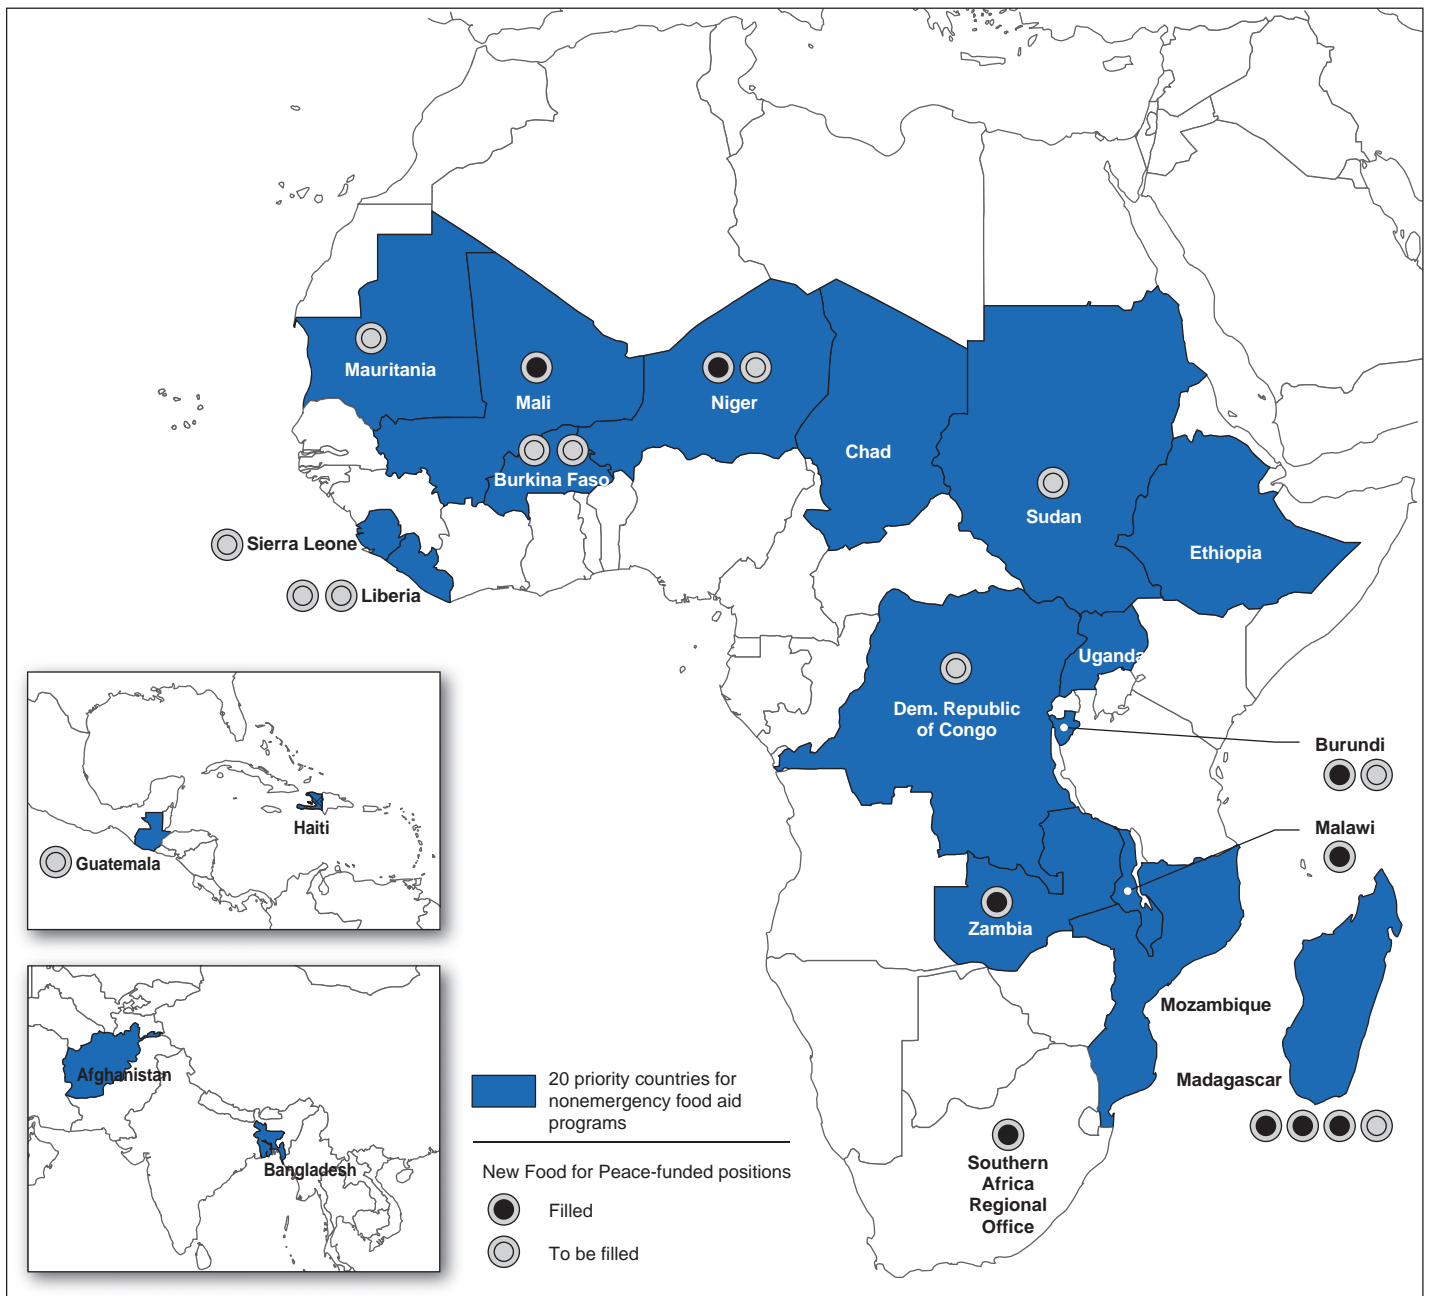 Mauritania
Mali
Niger
Chad
Burkina Faso
Sudan
Ethiopia
Sierra Leone
Liberia
Uganda
Dem. Republic
of Congo
Burundi
Malawi
Zambia
Mozambique
Madagascar
Southern
Africa
Regional
Office
Haiti
Guatemala
Afghanistan
Bangladesh
20 priority countries for
nonemergency food aid
programs
New Food for Peace-funded positions
Filled
To be filled